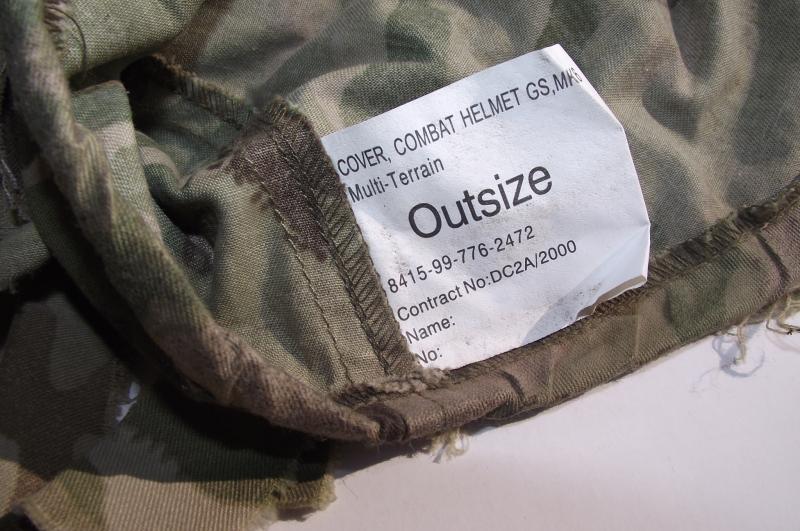 COVER, COMBAT HELMET GS,MK6
Multi-Terrain
Outsize
8415-99-776-2472
Contract No:DC2A/2000
Name:
No: